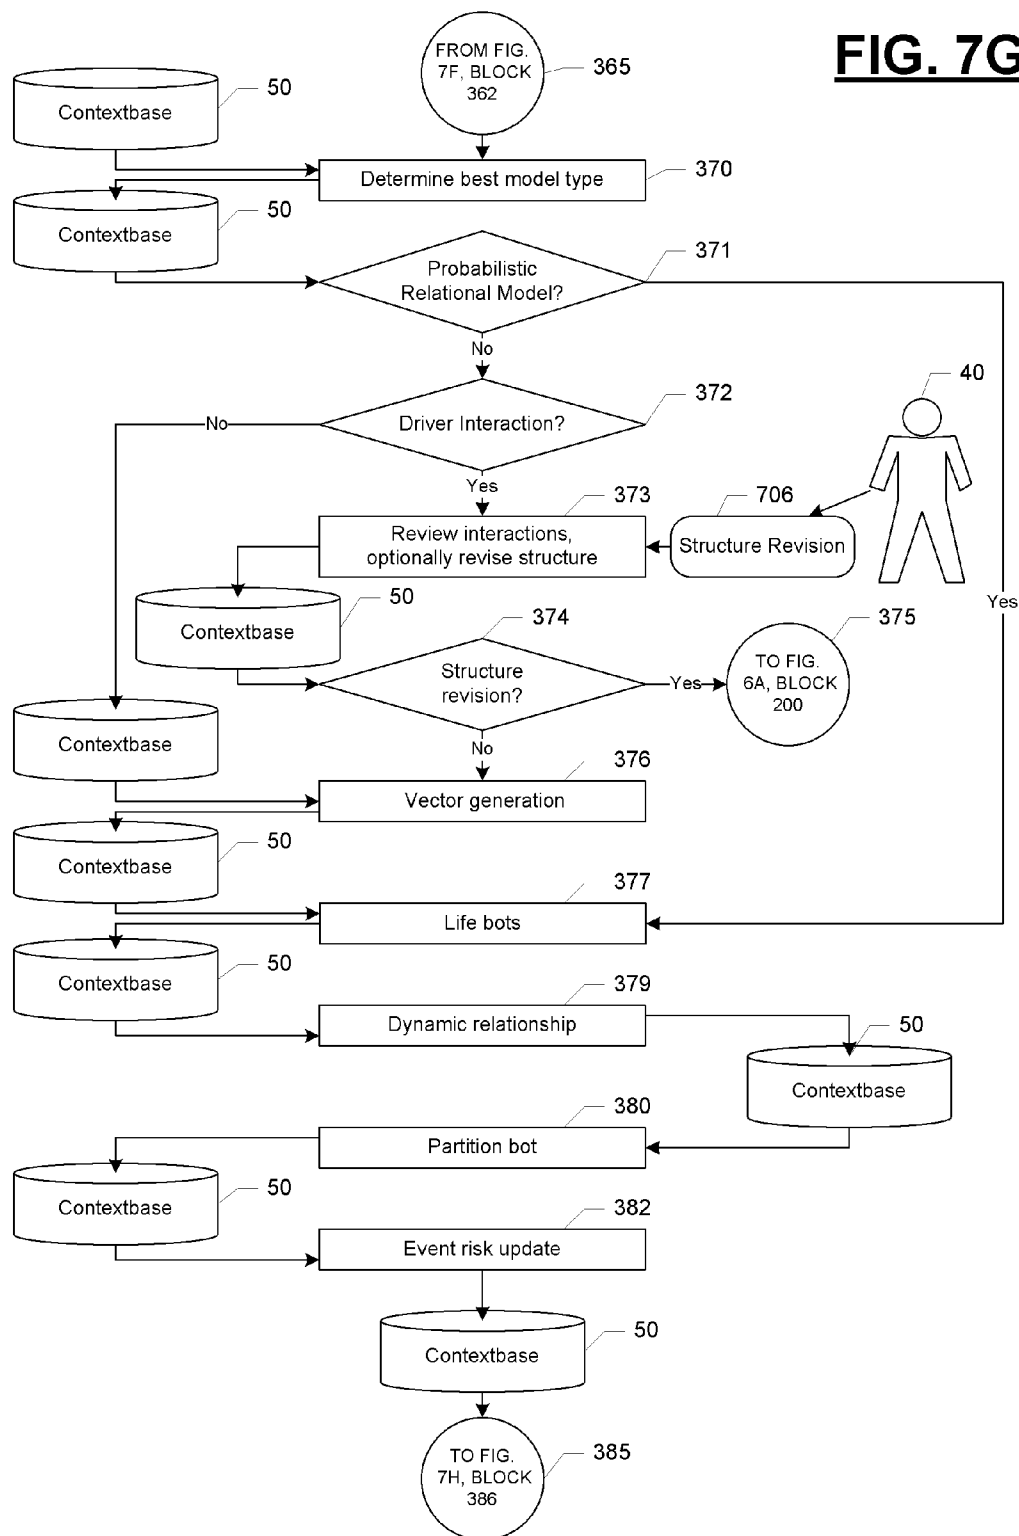 FIG. 7G
FROM FIG.
7F, BLOCK
362
365
50
Contextbase
Determine best model type
370
50
Contextbase
371
Probabilistic
Relational Model?
No
40
372
No
Driver Interaction?
Yes
373
706
Review interactions,
optionally revise structure
Structure Revision
50
Contextbase
Yes
374
375
Structure
revision?
Yes
TO FIG.
6A, BLOCK
200
Contextbase
No
376
Vector generation
50
Contextbase
377
Life bots
50
Contextbase
379
Dynamic relationship
50
Contextbase
380
Partition bot
50
Contextbase
382
Event risk update
50
Contextbase
TO FIG.
7H, BLOCK
386
385